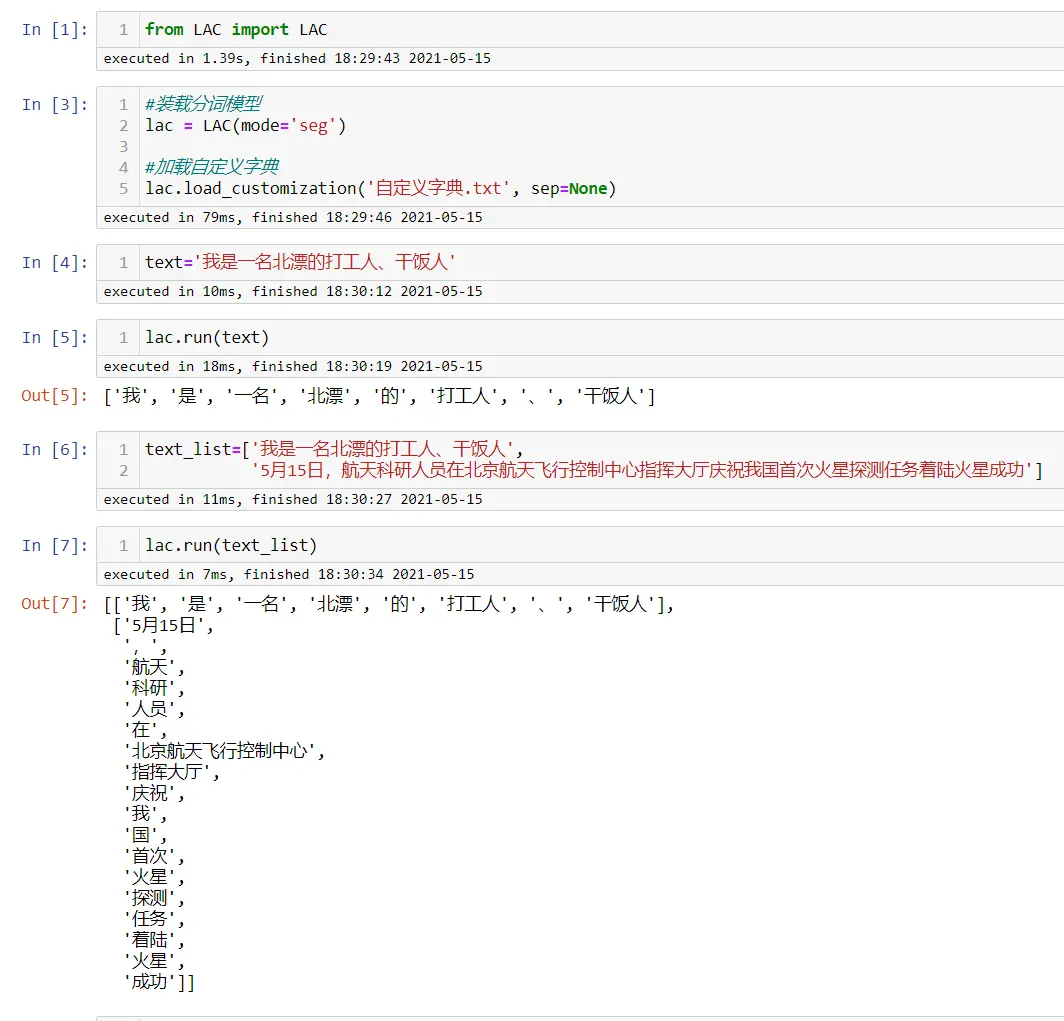 In [1]: 1 from LAC import LAC
executed in 1.39s, finished 18:29:43 2021-05-15
In [3]: 1 #装载分词模型
2 lac = LAC(mode='seg')
3
4 #加载自定义字典
5 lac.load_customization('自定义字典.txt', sep=None)
executed in 79ms, finished 18:29:46 2021-05-15
In [4]: 1 text='我是一名北漂的打工人、干饭人'
executed in 10ms, finished 18:30:12 2021-05-15
In [5]: 1 lac.run(text)
executed in 18ms, finished 18:30:19 2021-05-15
Out[5]: ['我', '是', '一名', '北漂', '的', '打工人', '、', '干饭人']
In [6]: 1 text_list=['我是一名北漂的打工人、干饭人',
2 '5月15日，航天科研人员在北京航天飞行控制中心指挥大厅庆祝我国首次火星探测任务着陆火星成功']
executed in 11ms, finished 18:30:27 2021-05-15
In [7]: 1 lac.run(text_list)
executed in 7ms, finished 18:30:34 2021-05-15
Out[7]: [['我', '是', '一名', '北漂', '的', '打工人', '、', '干饭人'],
['5月15日',
'，',
'航天',
'科研',
'人员',
'在',
'北京航天飞行控制中心',
'指挥大厅',
'庆祝',
'我',
'国',
'首次',
'火星',
'探测',
'任务',
'着陆',
'火星',
'成功']]